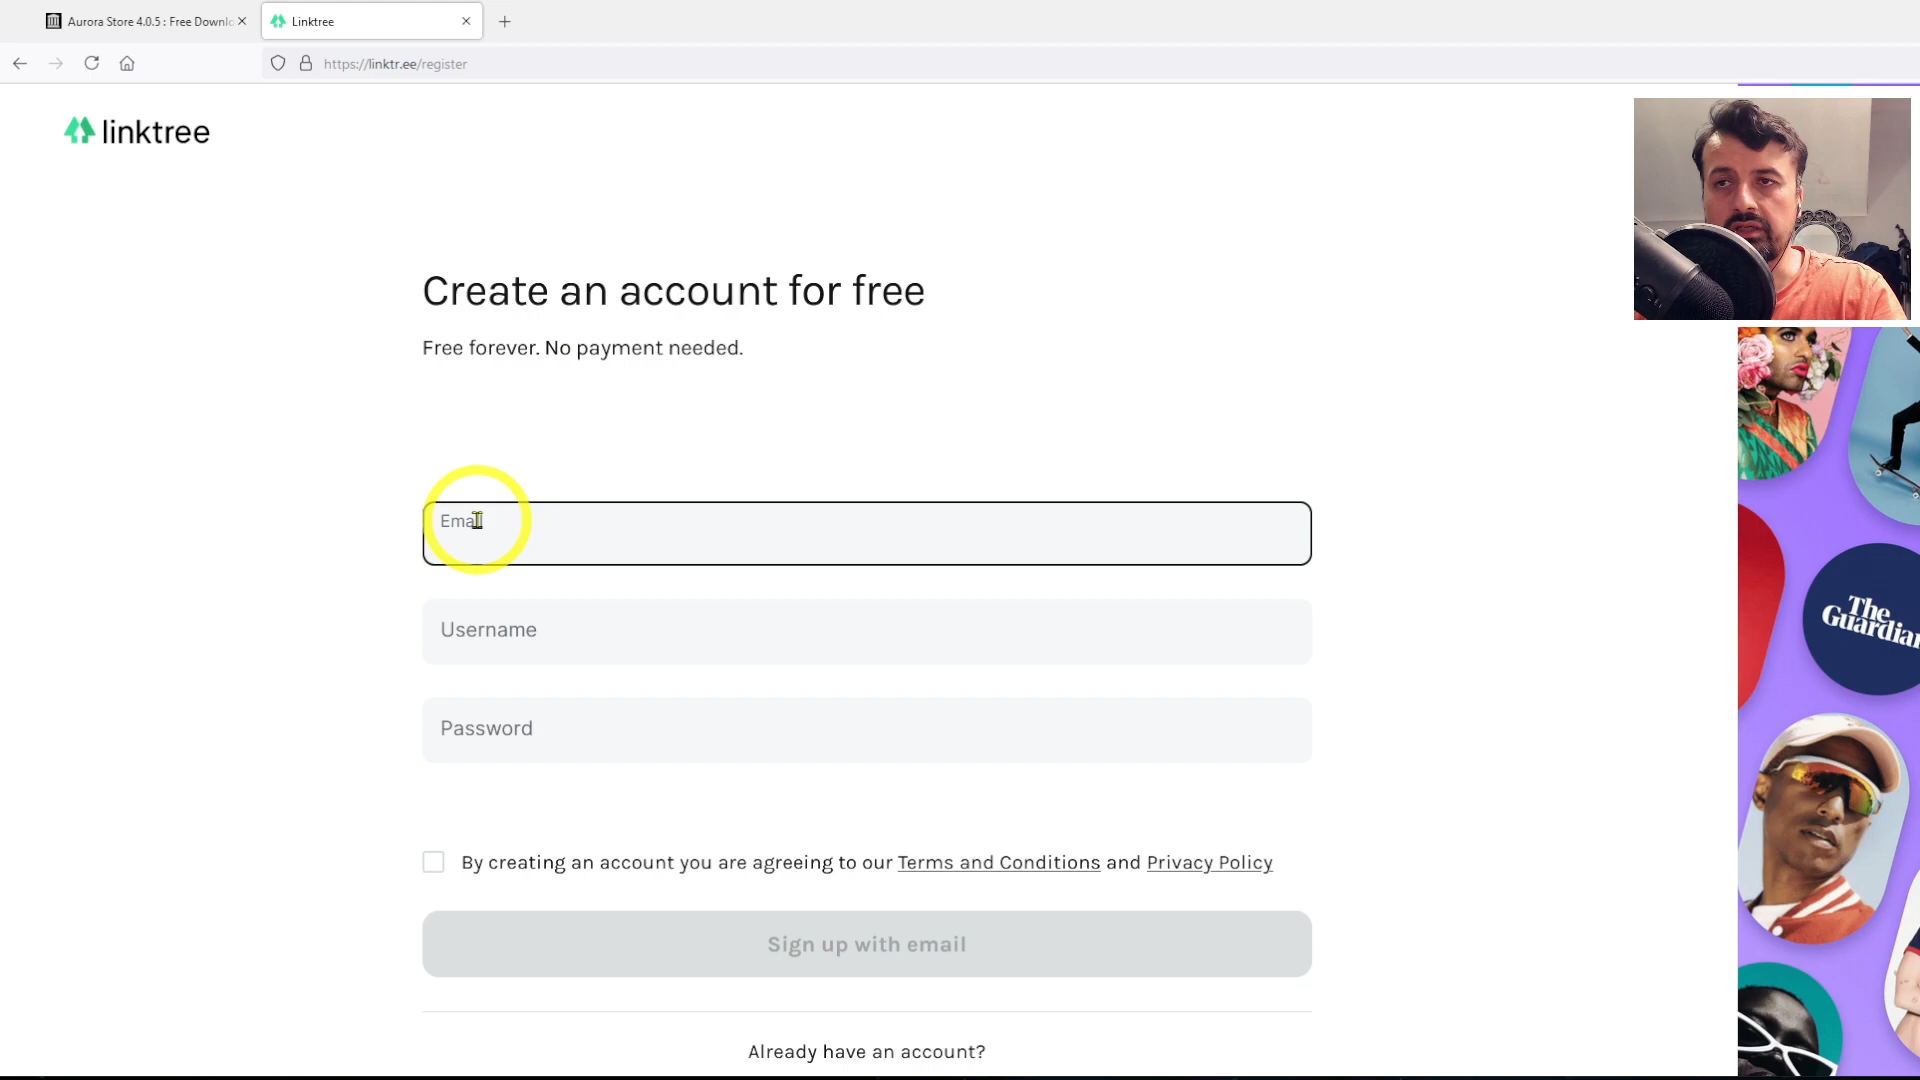 Aurora Store 4.0.5 : Free Downlo
Linktree
https://linktr.ee/register
linktree
Create an account for free
Free forever. No payment needed.
Email
Username
Password
By creating an account you are agreeing to our Terms and Conditions and Privacy Policy
Sign up with email
Already have an account?
The
Guardian